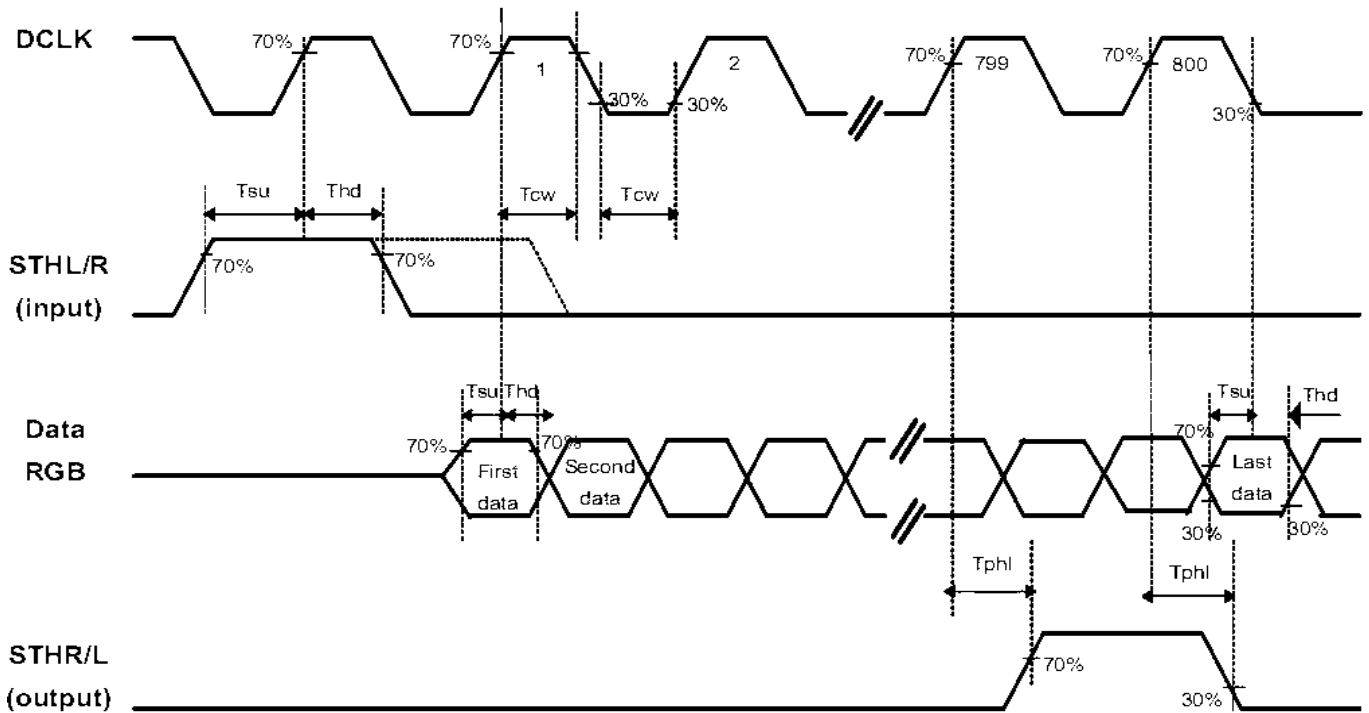 DCLK
70% 70% 1 30% 30% 2 70% 799 70% 800 30%
Tsu Thd Tcw Tcw
STHL/R
(input)
70% 70%
Data
RGB
Tsu Thd Tsu Thd
70% 70% 70%
First data
Second data
Last data
30% 30%
Tphl Tphl
STHR/L
(output)
70% 30%